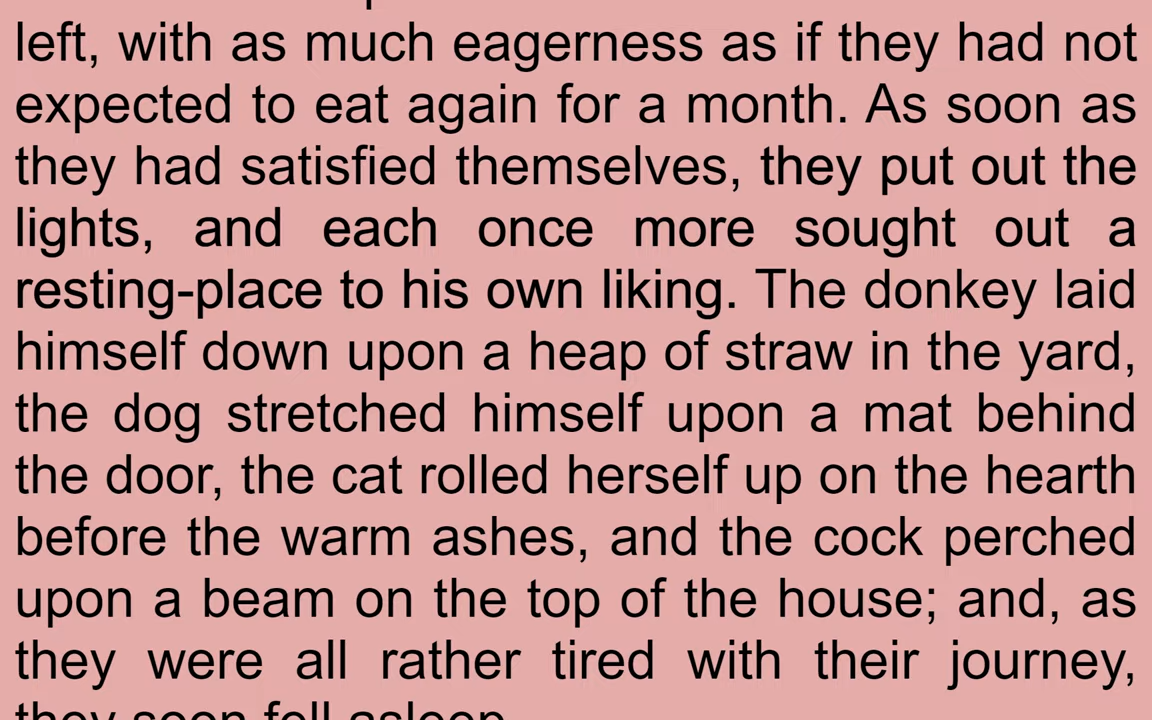 left, with as much eagerness as if they had not
expected to eat again for a month. As soon as
they had satisfied themselves, they put out the
lights, and each once more sought out a
resting-place to his own liking. The donkey laid
himself down upon a heap of straw in the yard,
the dog stretched himself upon a mat behind
the door, the cat rolled herself up on the hearth
before the warm ashes, and the cock perched
upon a beam on the top of the house; and, as
they were all rather tired with their journey,
they soon fell asleep.